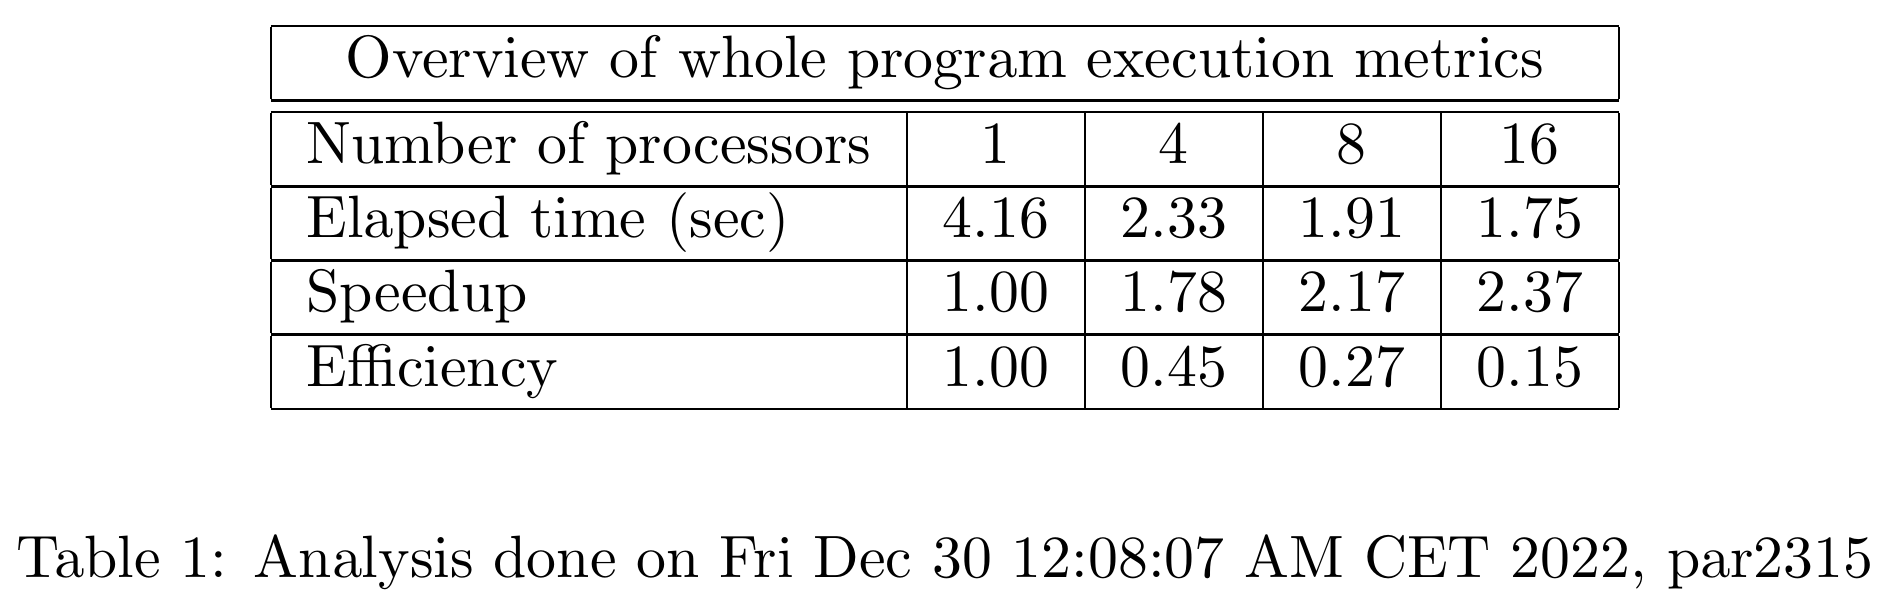 Overview of whole program execution metrics
Number of processors 1 4 8 16
Elapsed time (sec) 4.16 2.33 1.91 1.75
Speedup 1.00 1.78 2.17 2.37
Efficiency 1.00 0.45 0.27 0.15
Table 1: Analysis done on Fri Dec 30 12:08:07 AM CET 2022, par2315